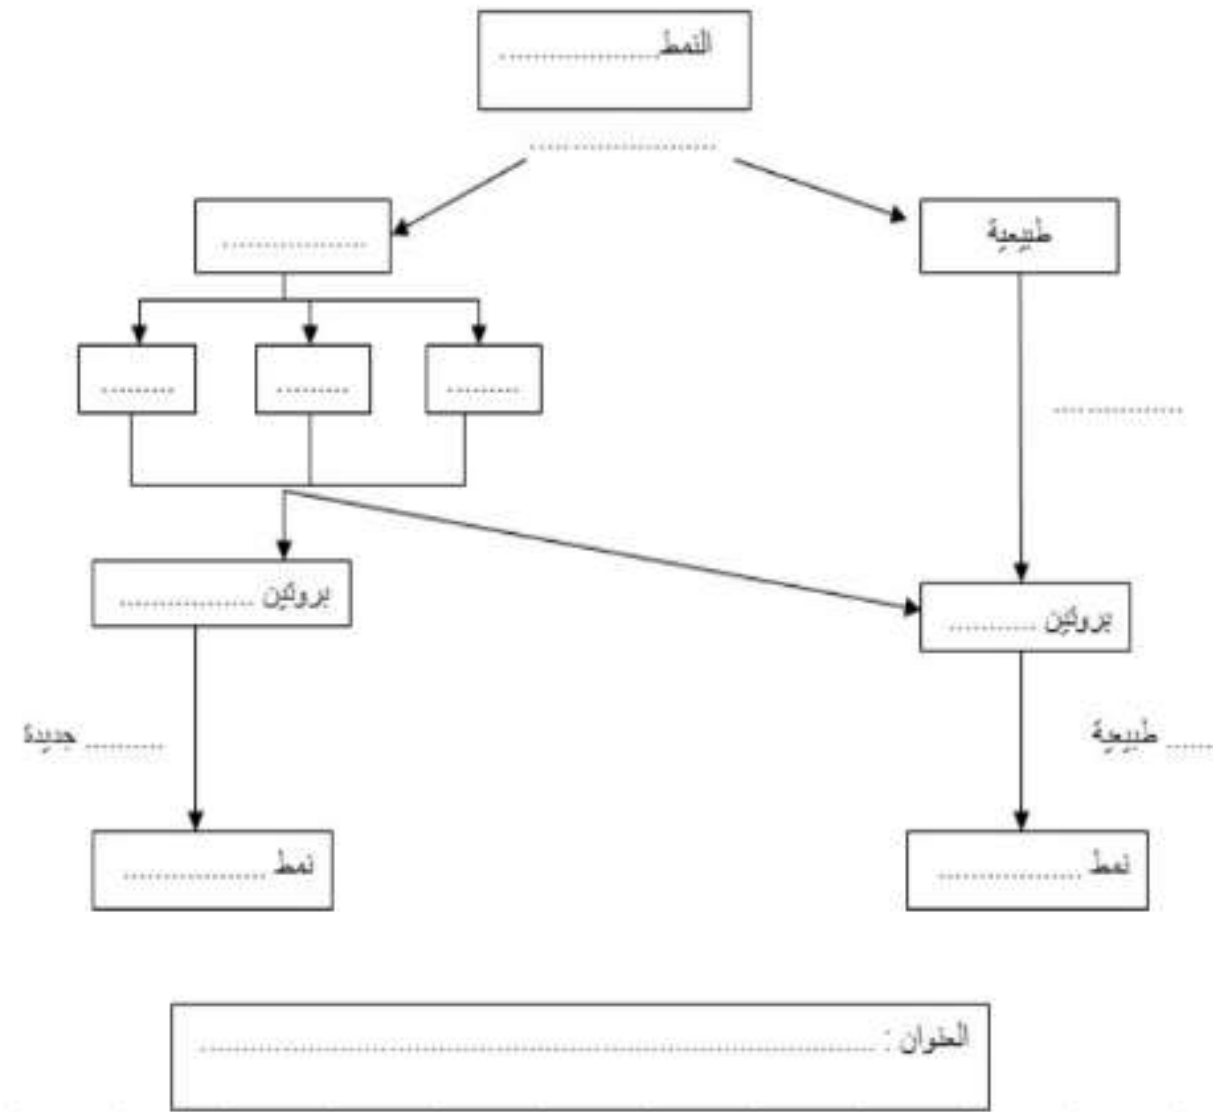 النمط..................
......................
..................
طبيعية
......... ......... .........
...............
بروتين .................
بروتين ...........
......... جديدة
...... طبيعية
نمط .................
نمط .................
العنوان : ................................................................................